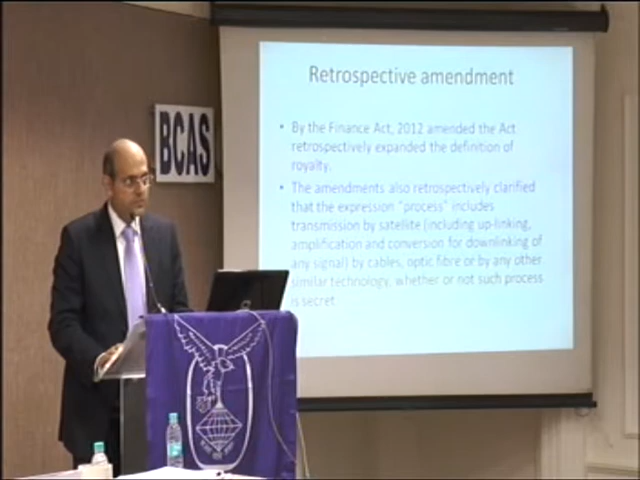 BCAS
Retrospective amendment
• By the Finance Act, 2012 amended the Act
retrospectively expanded the definition of
royalty.
• The amendments also retrospectively clarified
that the expression "process" includes
transmission by satellite (including up-linking,
amplification and conversion for downlinking of
any signal) by cables, optic fibre or by any other
similar technology, whether or not such process
is secret